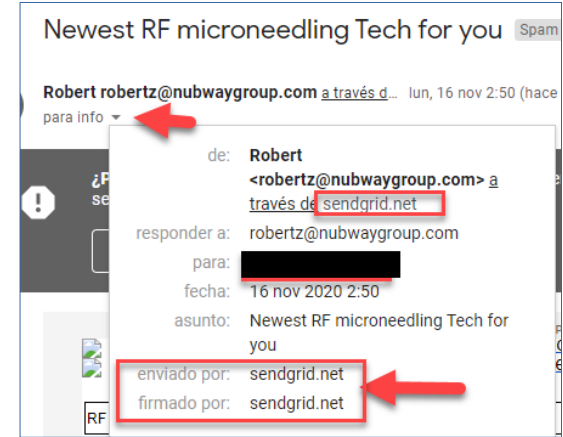 Newest RF microneedling Tech for you Spam
Robert robertz@nubwaygroup.com a través d... lun, 16 nov 2:50 (hace
para info
¿P
se
de: Robert
<robertz@nubwaygroup.com> a
través de sendgrid.net
responder a: robertz@nubwaygroup.com
para:
fecha: 16 nov 2020 2:50
asunto: Newest RF microneedling Tech for
you
enviado por: sendgrid.net
firmado por: sendgrid.net
RF